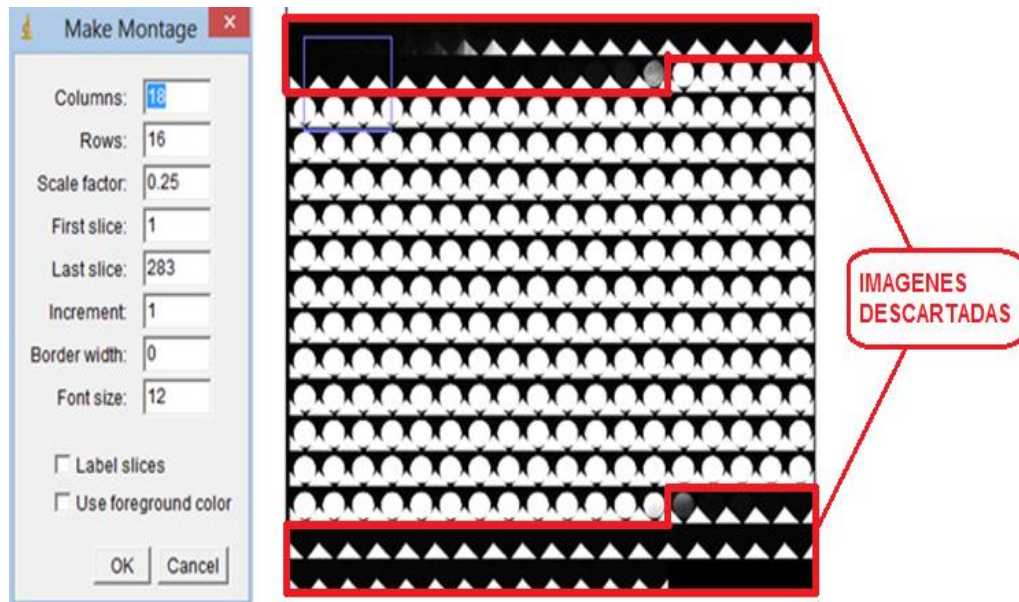 Make Montage
Columns: 18
Rows: 16
Scale factor: 0.25
First slice: 1
Last slice: 283
Increment: 1
Border width: 0
Font size: 12
Label slices
Use foreground color
OK Cancel
IMAGENES
DESCARTADAS